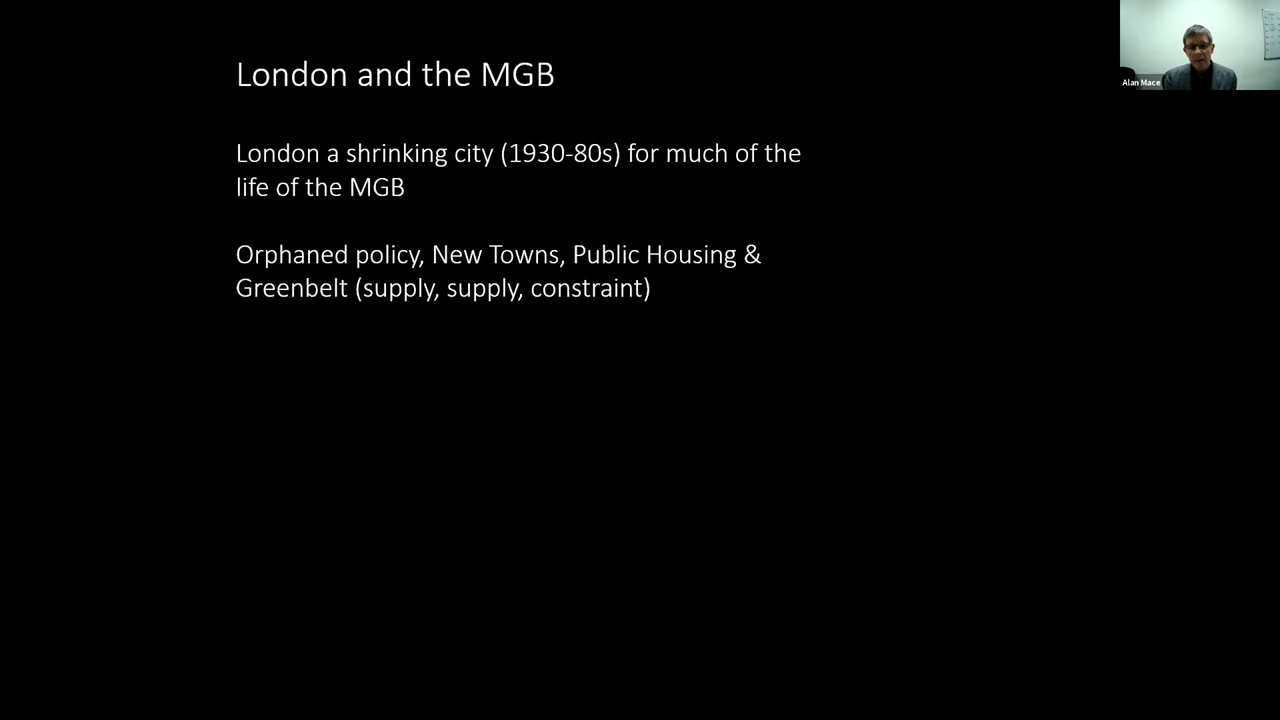 London and the MGB
London a shrinking city (1930-80s) for much of the
life of the MGB
Orphaned policy, New Towns, Public Housing &
Greenbelt (supply, supply, constraint)
Alan Mace